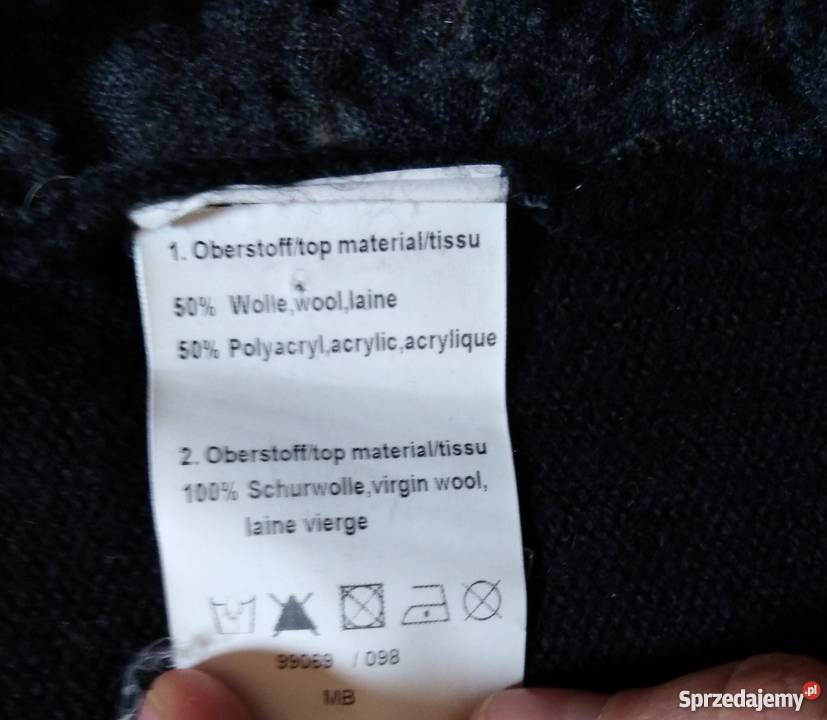 1. Oberstoff/top material/tissu
50% Wolle,wool,laine
50% Polyacryl,acrylic,acrylique
2. Oberstoff/top material/tissu
100% Schurwolle,virgin wool,
laine vierge
99069 / 098
MB
Sprzedajemy.pl